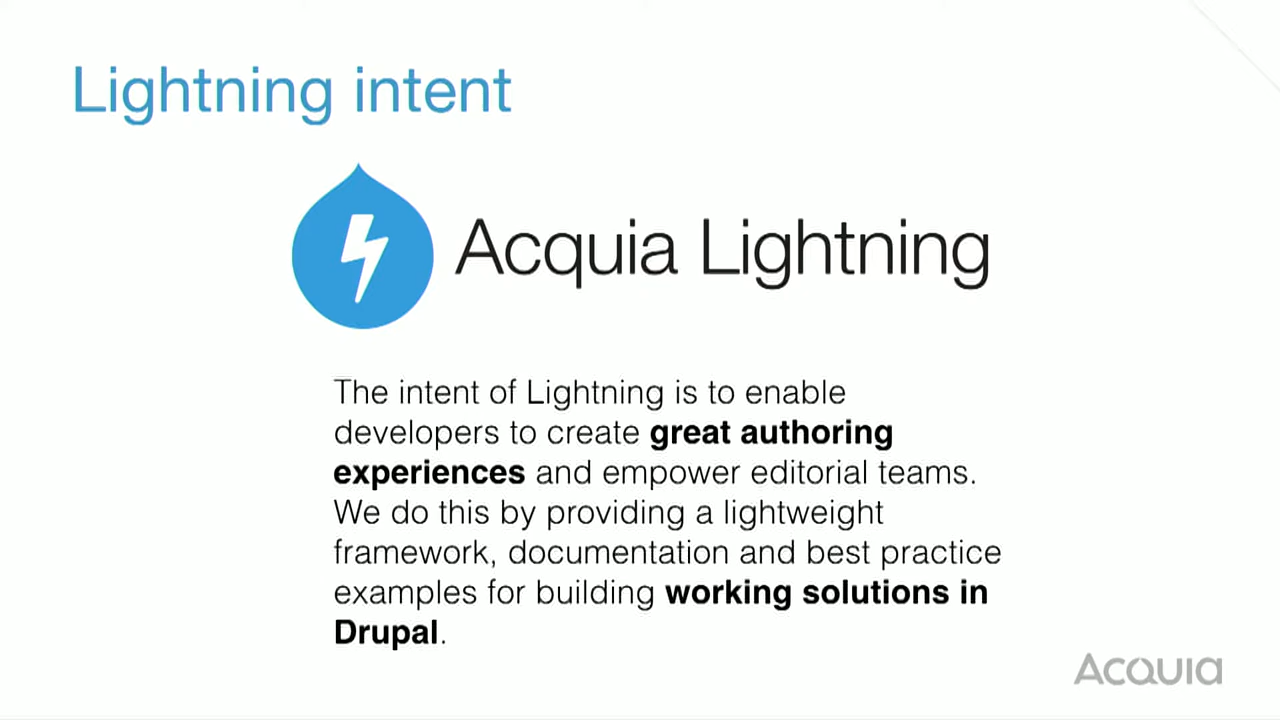 Lightning intent
Acquia Lightning
The intent of Lightning is to enable
developers to create great authoring
experiences and empower editorial teams.
We do this by providing a lightweight
framework, documentation and best practice
examples for building working solutions in
Drupal.
Acquia